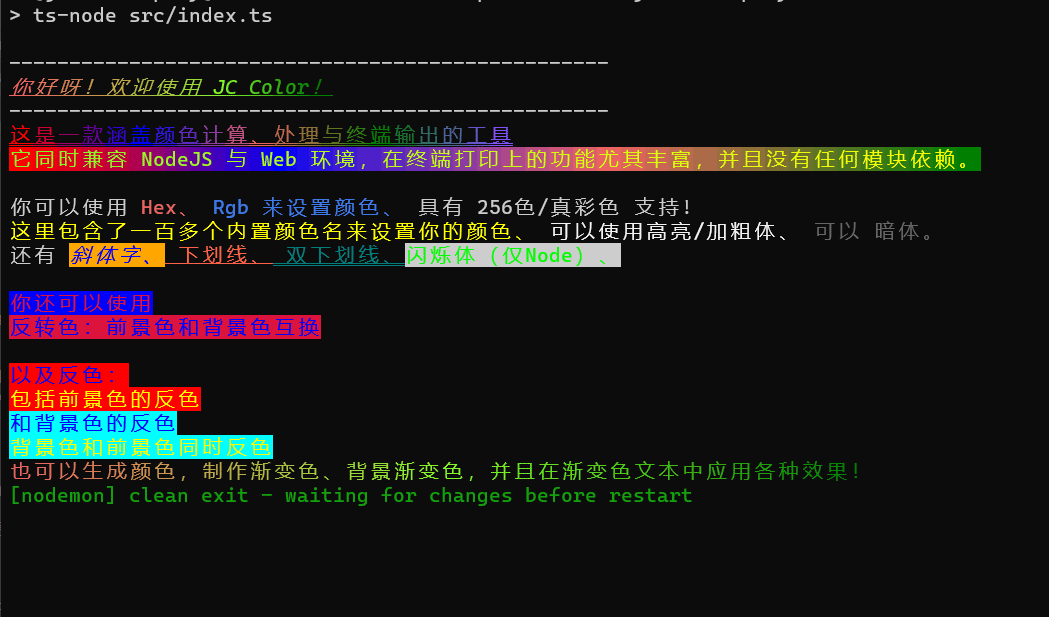 > ts-node src/index.ts
--------------------------------------------------
你好呀！欢迎使用 JC Color！
--------------------------------------------------
这是一款涵盖颜色计算、处理与终端输出的工具
它同时兼容 NodeJS 与 Web 环境，在终端打印上的功能尤其丰富，并且没有任何模块依赖。
你可以使用 Hex、 Rgb 来设置颜色、 具有 256色/真彩色 支持！
这里包含了一百多个内置颜色名来设置你的颜色、 可以使用高亮/加粗体、 可以 暗体。
还有 斜体字、 下划线、 双下划线、闪烁体（仅Node）、
你还可以使用
反转色：前景色和背景色互换
以及反色：
包括前景色的反色
和背景色的反色
背景色和前景色同时反色
也可以生成颜色，制作渐变色、背景渐变色，并且在渐变色文本中应用各种效果！
[nodemon] clean exit - waiting for changes before restart